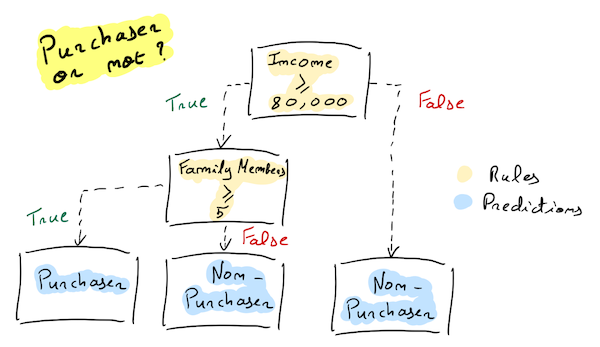 Purchaser
or not?
Income
≥
80,000
True
False
Family Members
≥
5
Rules
Predictions
True
False
Purchaser
Non-
Purchaser
Non-
Purchaser